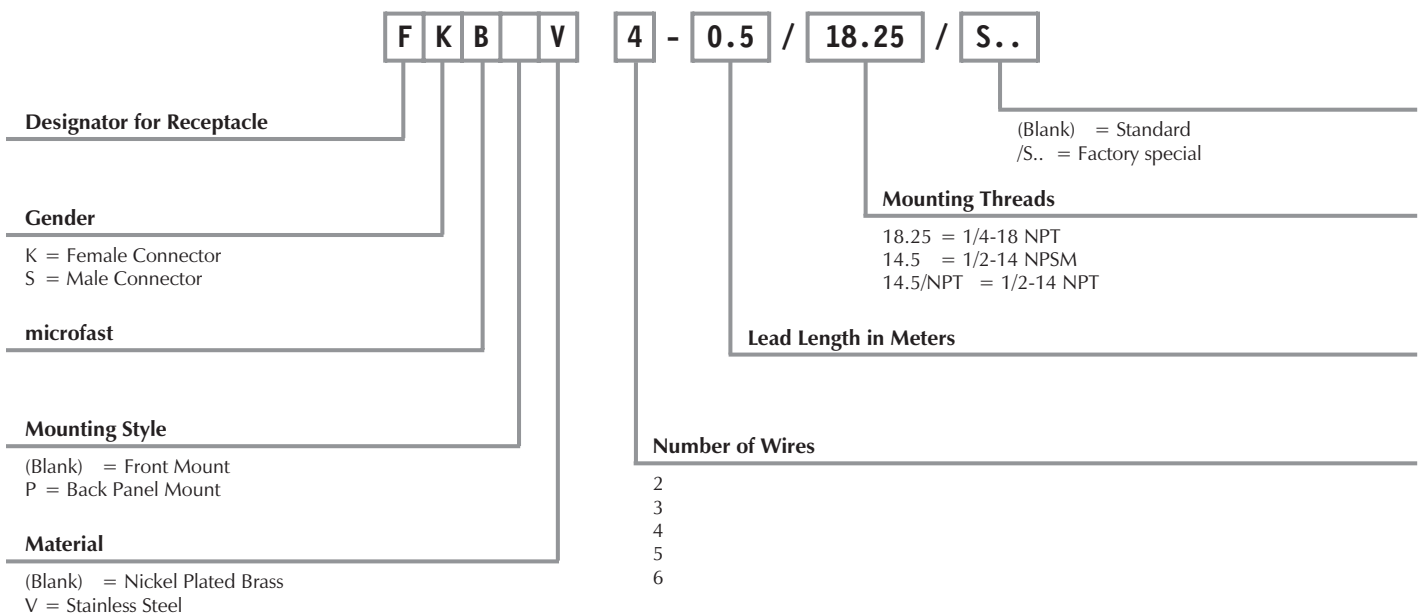 F K B V 4 - 0.5 / 18.25 / S..
Designator for Receptacle
(Blank) = Standard
/S.. = Factory special
Mounting Threads
18.25 = 1/4-18 NPT
14.5 = 1/2-14 NPSM
14.5/NPT = 1/2-14 NPT
Gender
K = Female Connector
S = Male Connector
microfast
Lead Length in Meters
Mounting Style
(Blank) = Front Mount
P = Back Panel Mount
Number of Wires
2
3
4
5
6
Material
(Blank) = Nickel Plated Brass
V = Stainless Steel